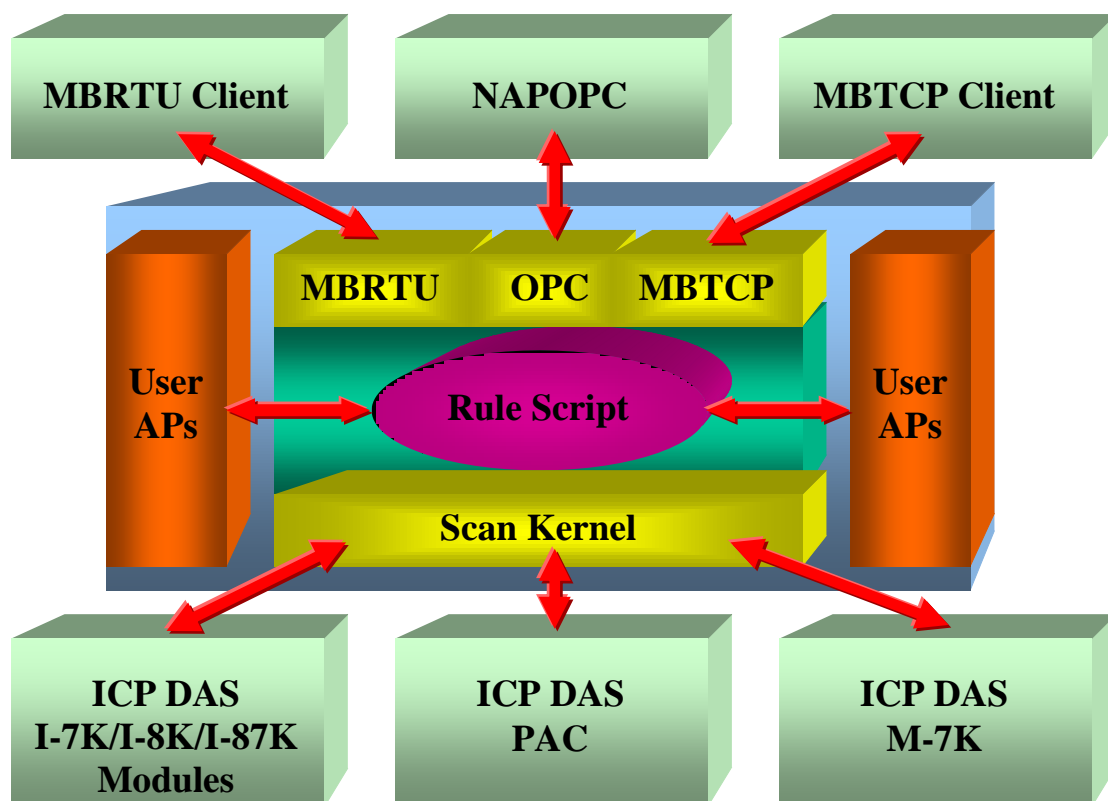 MBRTU Client
NAPOPC
MBTCP Client
MBRTU
OPC
MBTCP
User
APs
Rule Script
User
APs
Scan Kernel
ICP DAS
I-7K/I-8K/I-87K
Modules
ICP DAS
PAC
ICP DAS
M-7K